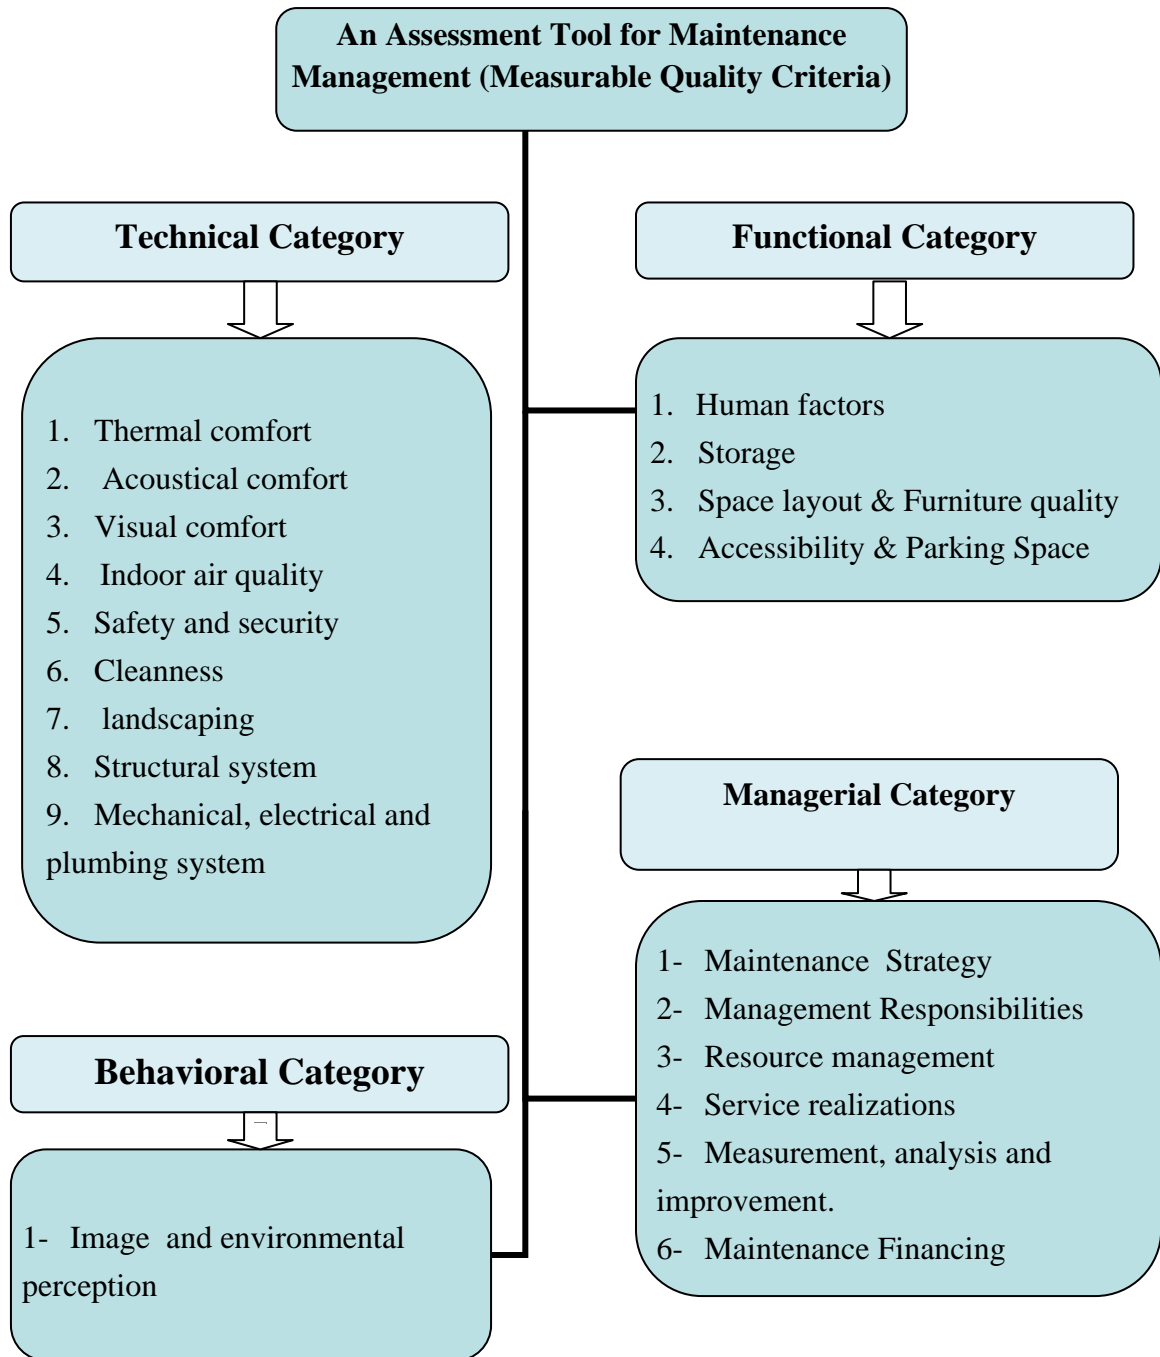 An Assessment Tool for Maintenance
Management (Measurable Quality Criteria)
Technical Category
1. Thermal comfort
2. Acoustical comfort
3. Visual comfort
4. Indoor air quality
5. Safety and security
6. Cleanness
7. landscaping
8. Structural system
9. Mechanical, electrical and
plumbing system
Functional Category
1. Human factors
2. Storage
3. Space layout & Furniture quality
4. Accessibility & Parking Space
Behavioral Category
1- Image and environmental
perception
Managerial Category
1- Maintenance Strategy
2- Management Responsibilities
3- Resource management
4- Service realizations
5- Measurement, analysis and
improvement.
6- Maintenance Financing